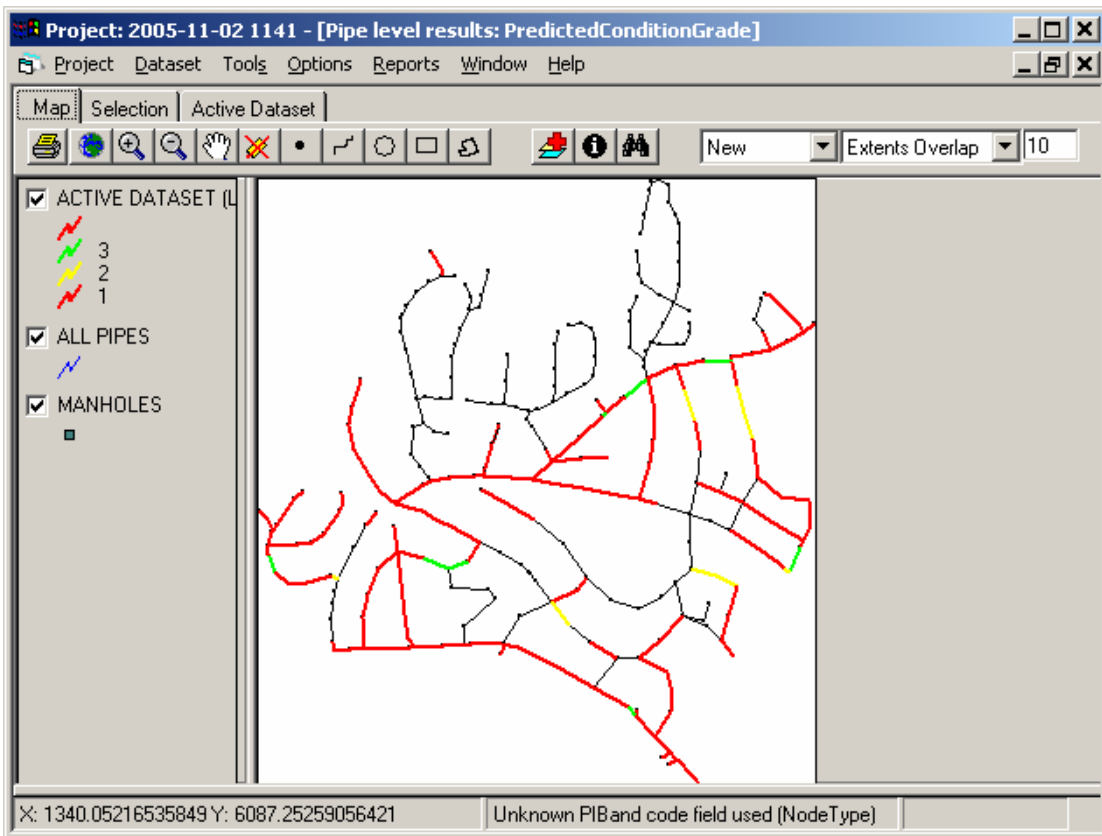 Project: 2005-11-02 1141 - [Pipe level results: PredictedConditionGrade]
Project Dataset Tools Options Reports Window Help
Map Selection Active Dataset
New Extents Overlap 10
ACTIVE DATASET (L
3
2
1
ALL PIPES
MANHOLES
X: 1340.05216535849 Y: 6087.25259056421 Unknown PIBand code field used (NodeType)